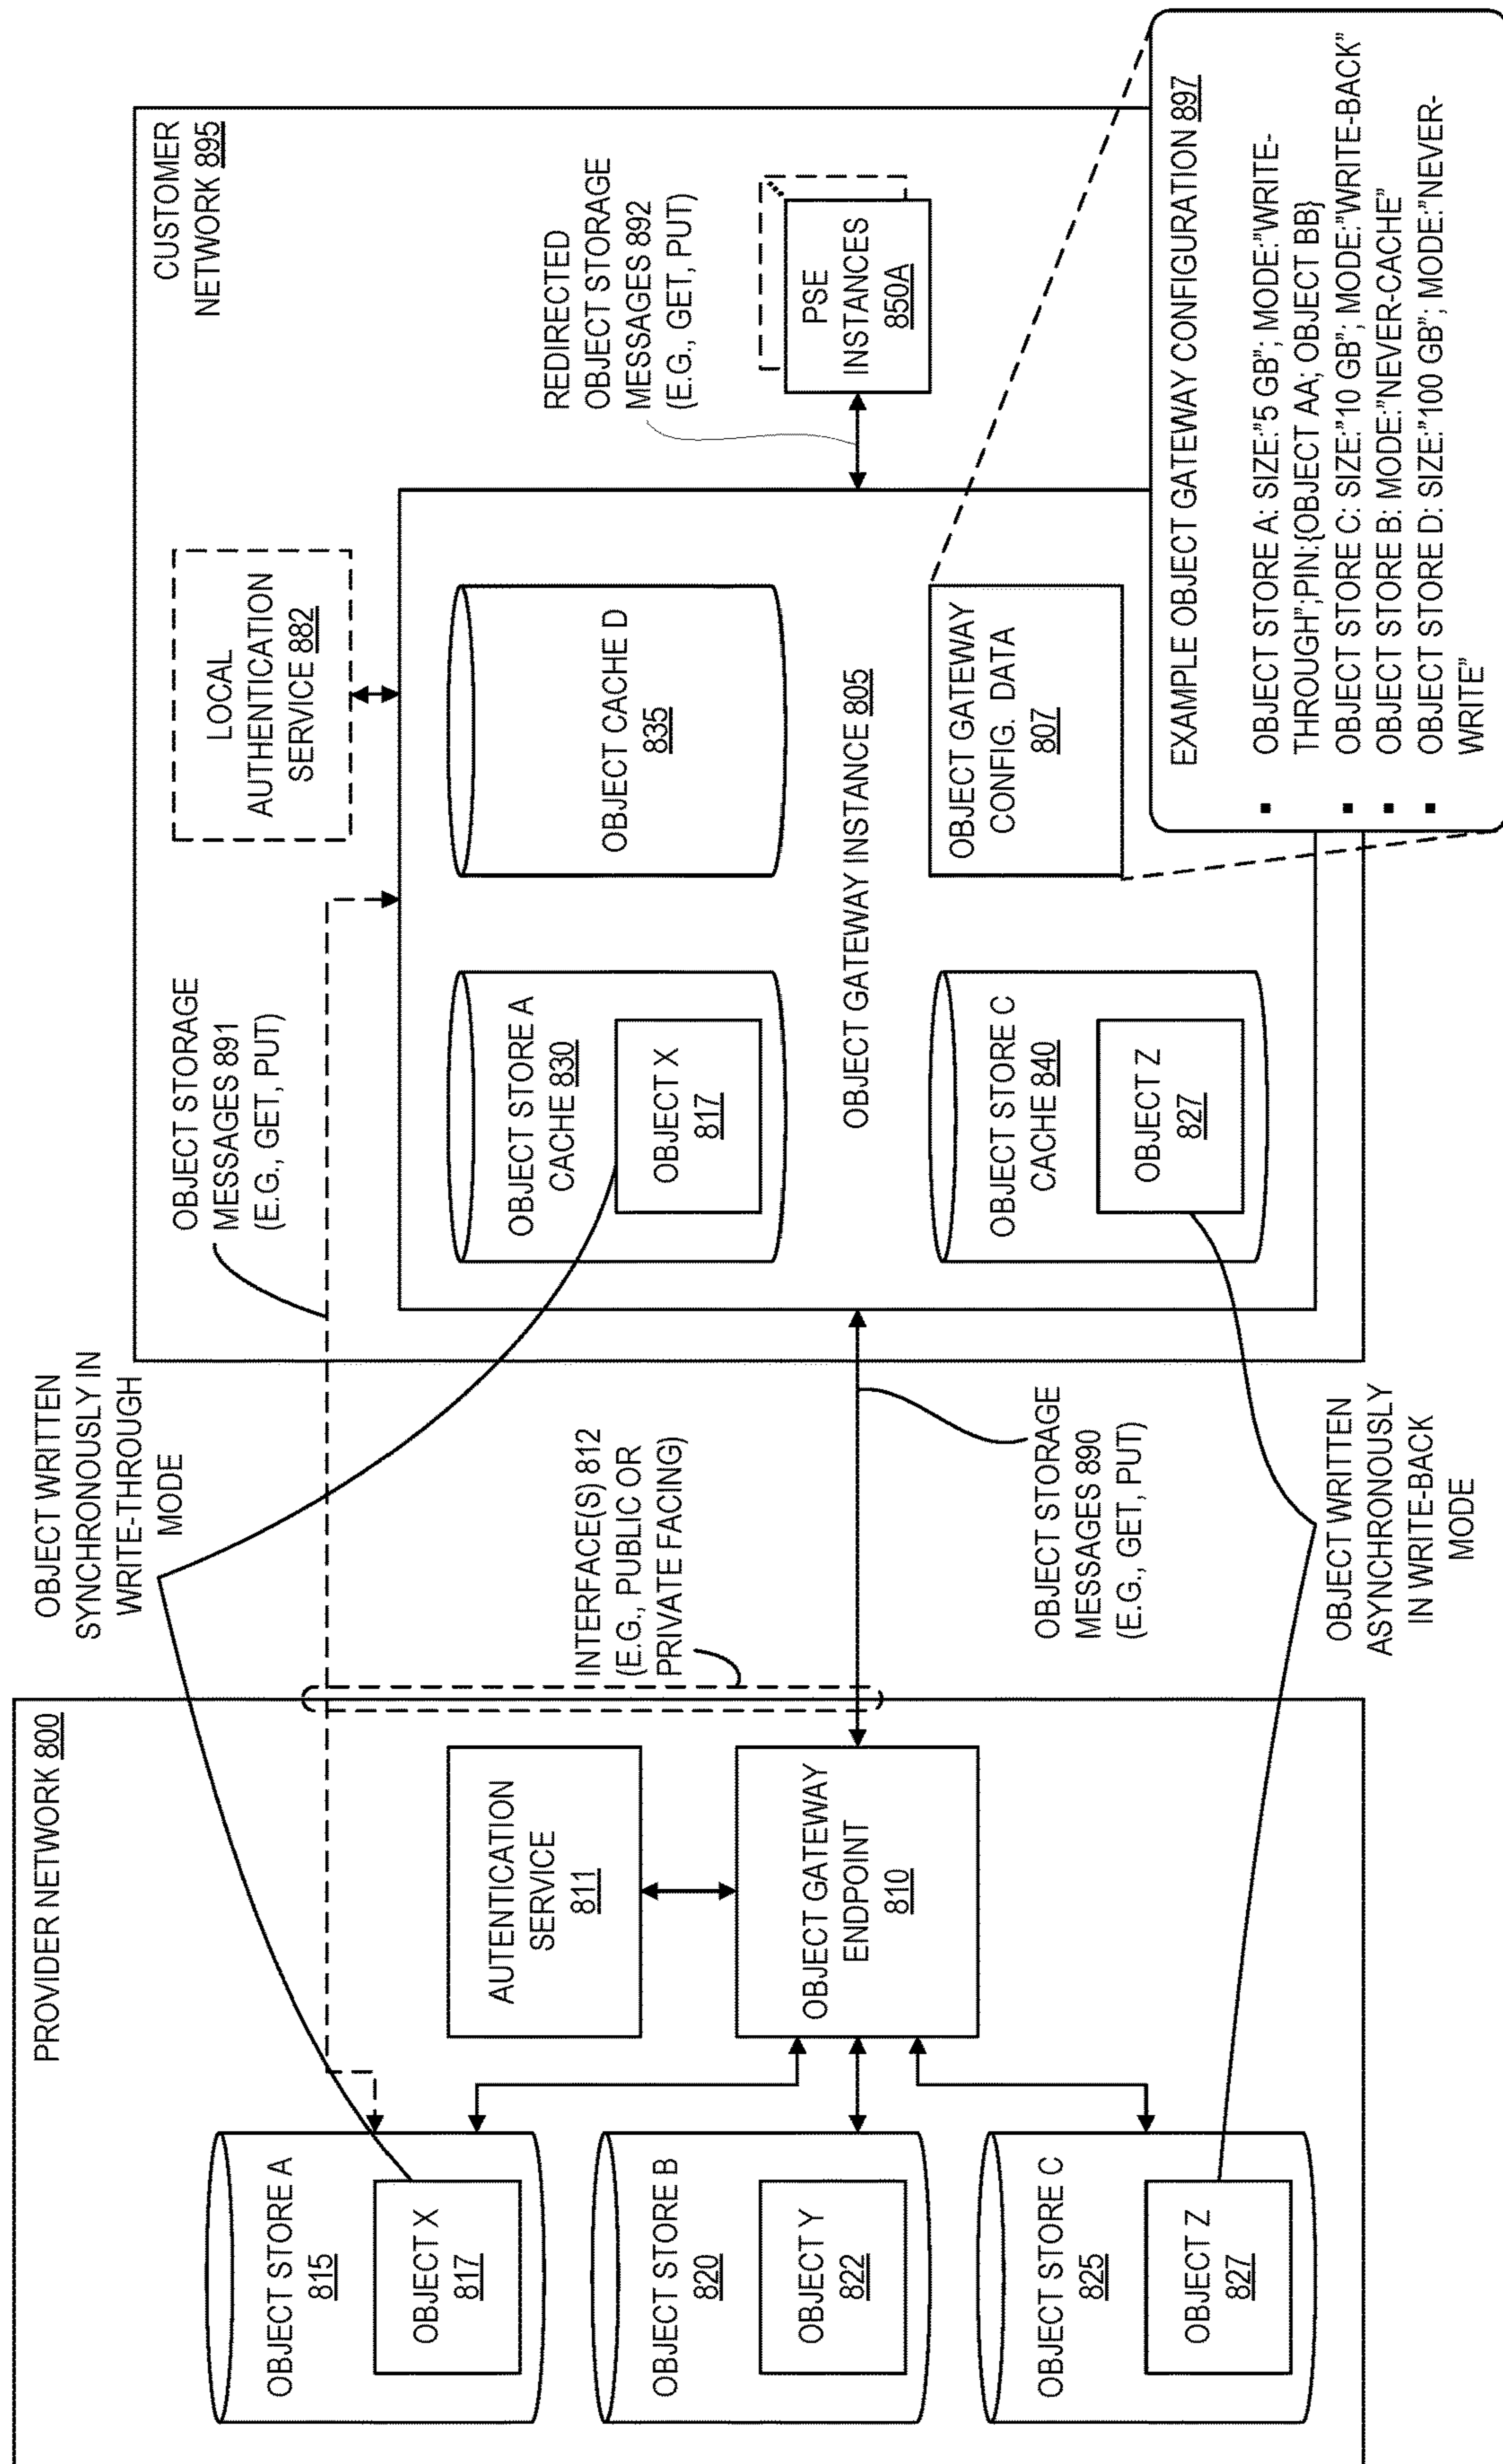 PROVIDER NETWORK 800
OBJECT STORE A
815
OBJECT X
817
OBJECT STORE B
820
OBJECT Y
822
OBJECT STORE C
825
OBJECT Z
827
AUTENTICATION
SERVICE
811
OBJECT GATEWAY
ENDPOINT
810
OBJECT WRITTEN
SYNCHRONOUSLY IN
WRITE-THROUGH
MODE
INTERFACE(S) 812
(E.G., PUBLIC OR
PRIVATE FACING)
OBJECT STORAGE
MESSAGES 890
(E.G., GET, PUT)
OBJECT WRITTEN
ASYNCHRONOUSLY
IN WRITE-BACK
MODE
CUSTOMER
NETWORK 895
OBJECT STORAGE
MESSAGES 891
(E.G., GET, PUT)
LOCAL
AUTHENTICATION
SERVICE 882
OBJECT STORE A
CACHE 830
OBJECT X
817
OBJECT CACHE D
835
OBJECT GATEWAY INSTANCE 805
OBJECT STORE C
CACHE 840
OBJECT Z
827
OBJECT GATEWAY
CONFIG. DATA
807
REDIRECTED
OBJECT STORAGE
MESSAGES 892
(E.G., GET, PUT)
PSE
INSTANCES
850A
EXAMPLE OBJECT GATEWAY CONFIGURATION 897
▪ OBJECT STORE A: SIZE:"5 GB"; MODE:"WRITE-
THROUGH";PIN:{OBJECT AA; OBJECT BB}
▪ OBJECT STORE C: SIZE:"10 GB"; MODE:"WRITE-BACK"
▪ OBJECT STORE B: MODE:"NEVER-CACHE"
▪ OBJECT STORE D: SIZE:"100 GB"; MODE:"NEVER-
WRITE"